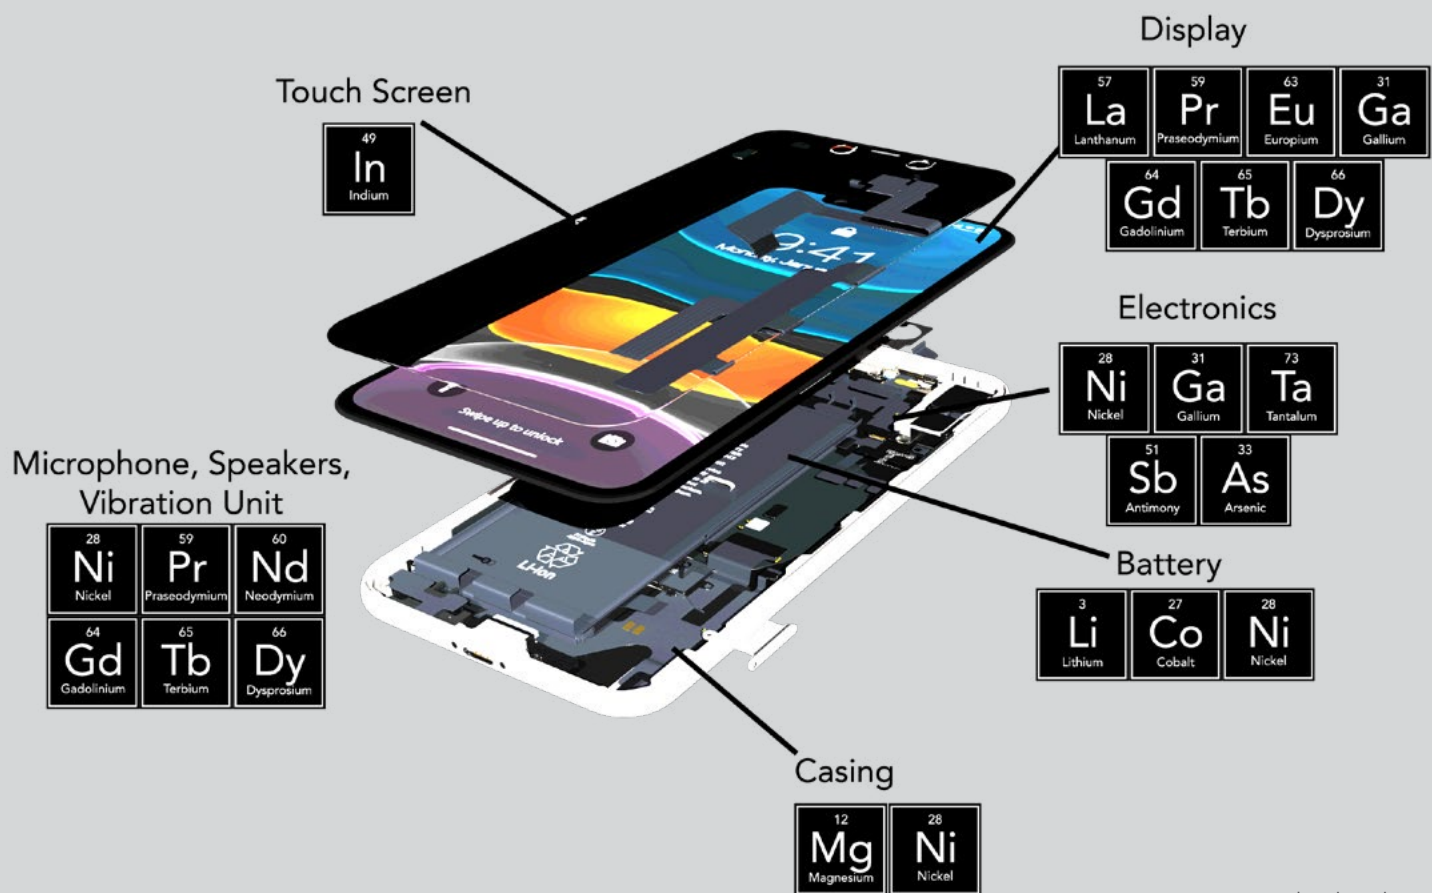 Display
57 59 63 31
La Pr Eu Ga
Lanthanum Praseodymium Europium Gallium
64 65 66
Gd Tb Dy
Gadolinium Terbium Dysprosium
Touch Screen
49
In
Indium
9:41
Swipe up to unlock
Li-Ion
Electronics
28 31 73
Ni Ga Ta
Nickel Gallium Tantalum
51 33
Sb As
Antimony Arsenic
Microphone, Speakers,
Vibration Unit
28 59 60
Ni Pr Nd
Nickel Praseodymium Neodymium
64 65 66
Gd Tb Dy
Gadolinium Terbium Dysprosium
Battery
3 27 28
Li Co Ni
Lithium Cobalt Nickel
Casing
12 28
Mg Ni
Magnesium Nickel